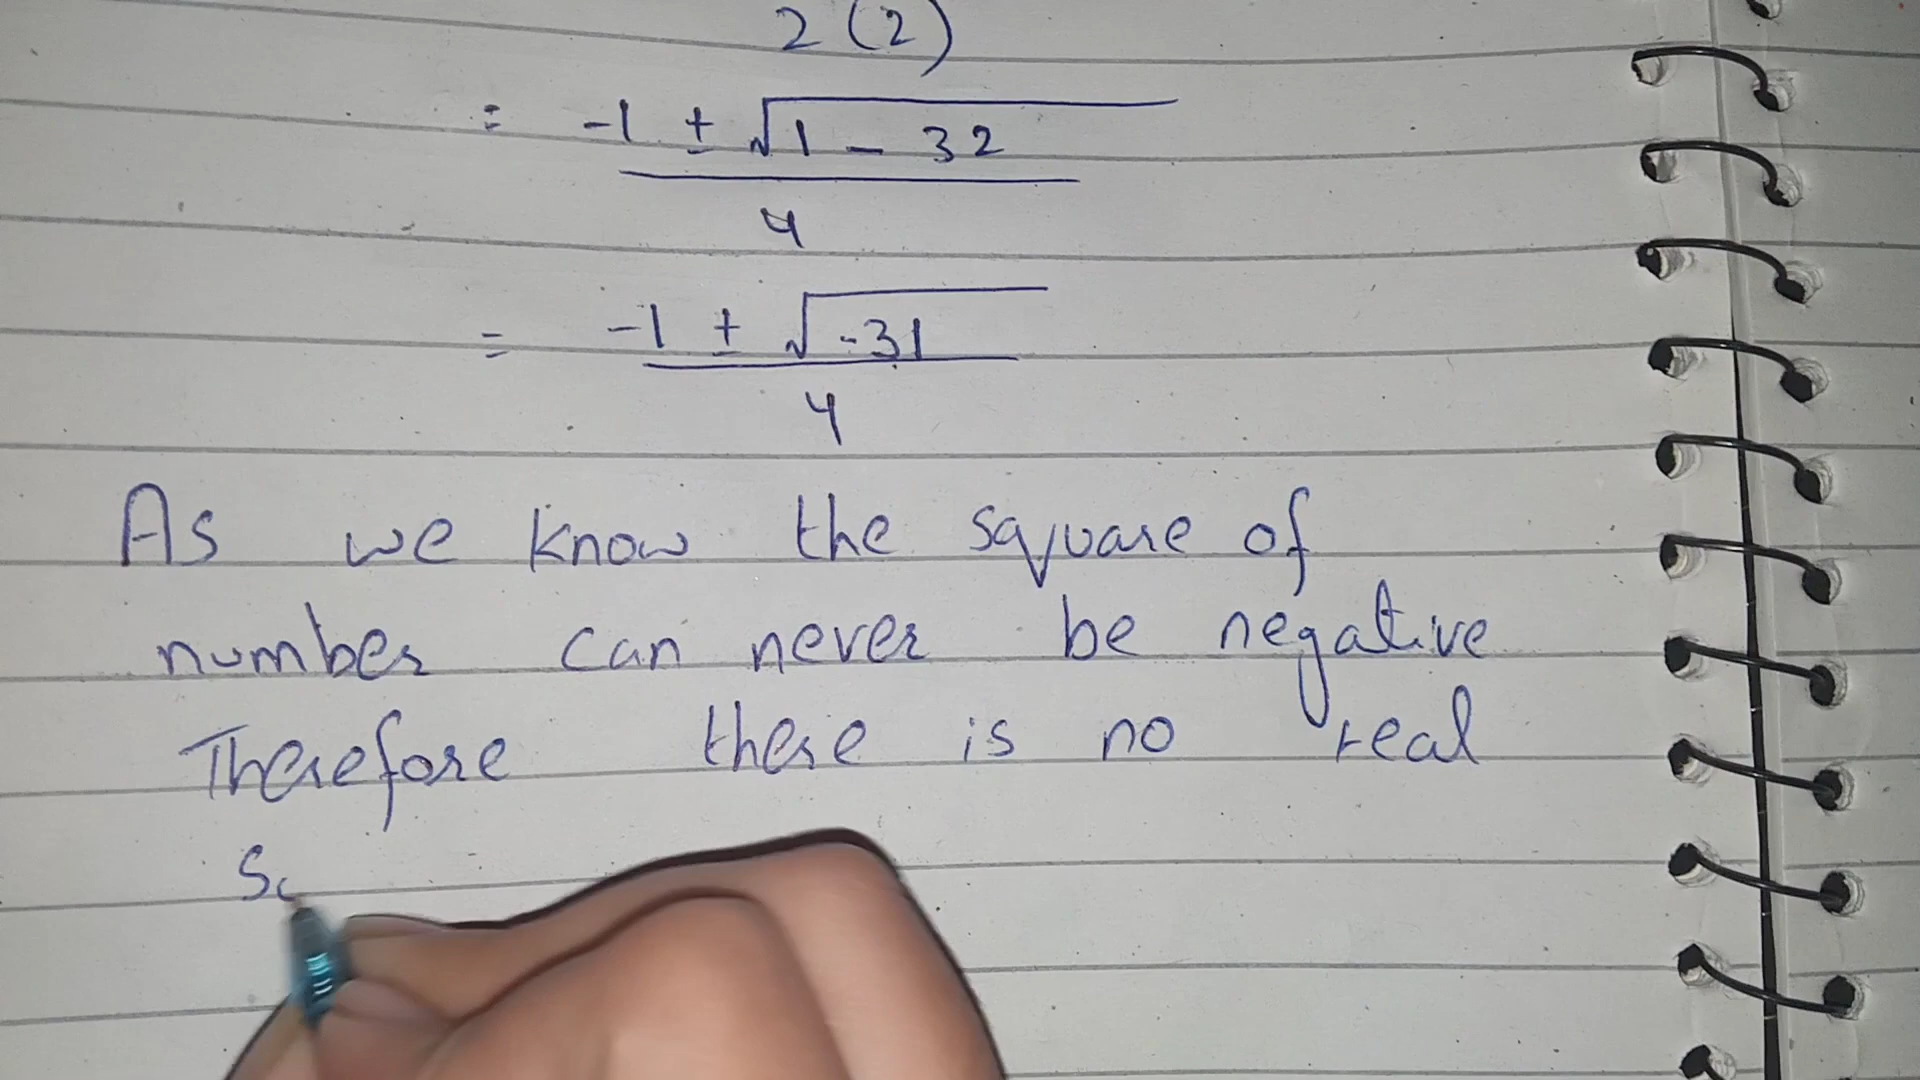 2 (2)
= -1 ± √1 - 32
4
= -1 ± √-31
4
As we know the square of
number can never be negative
Therefore there is no real